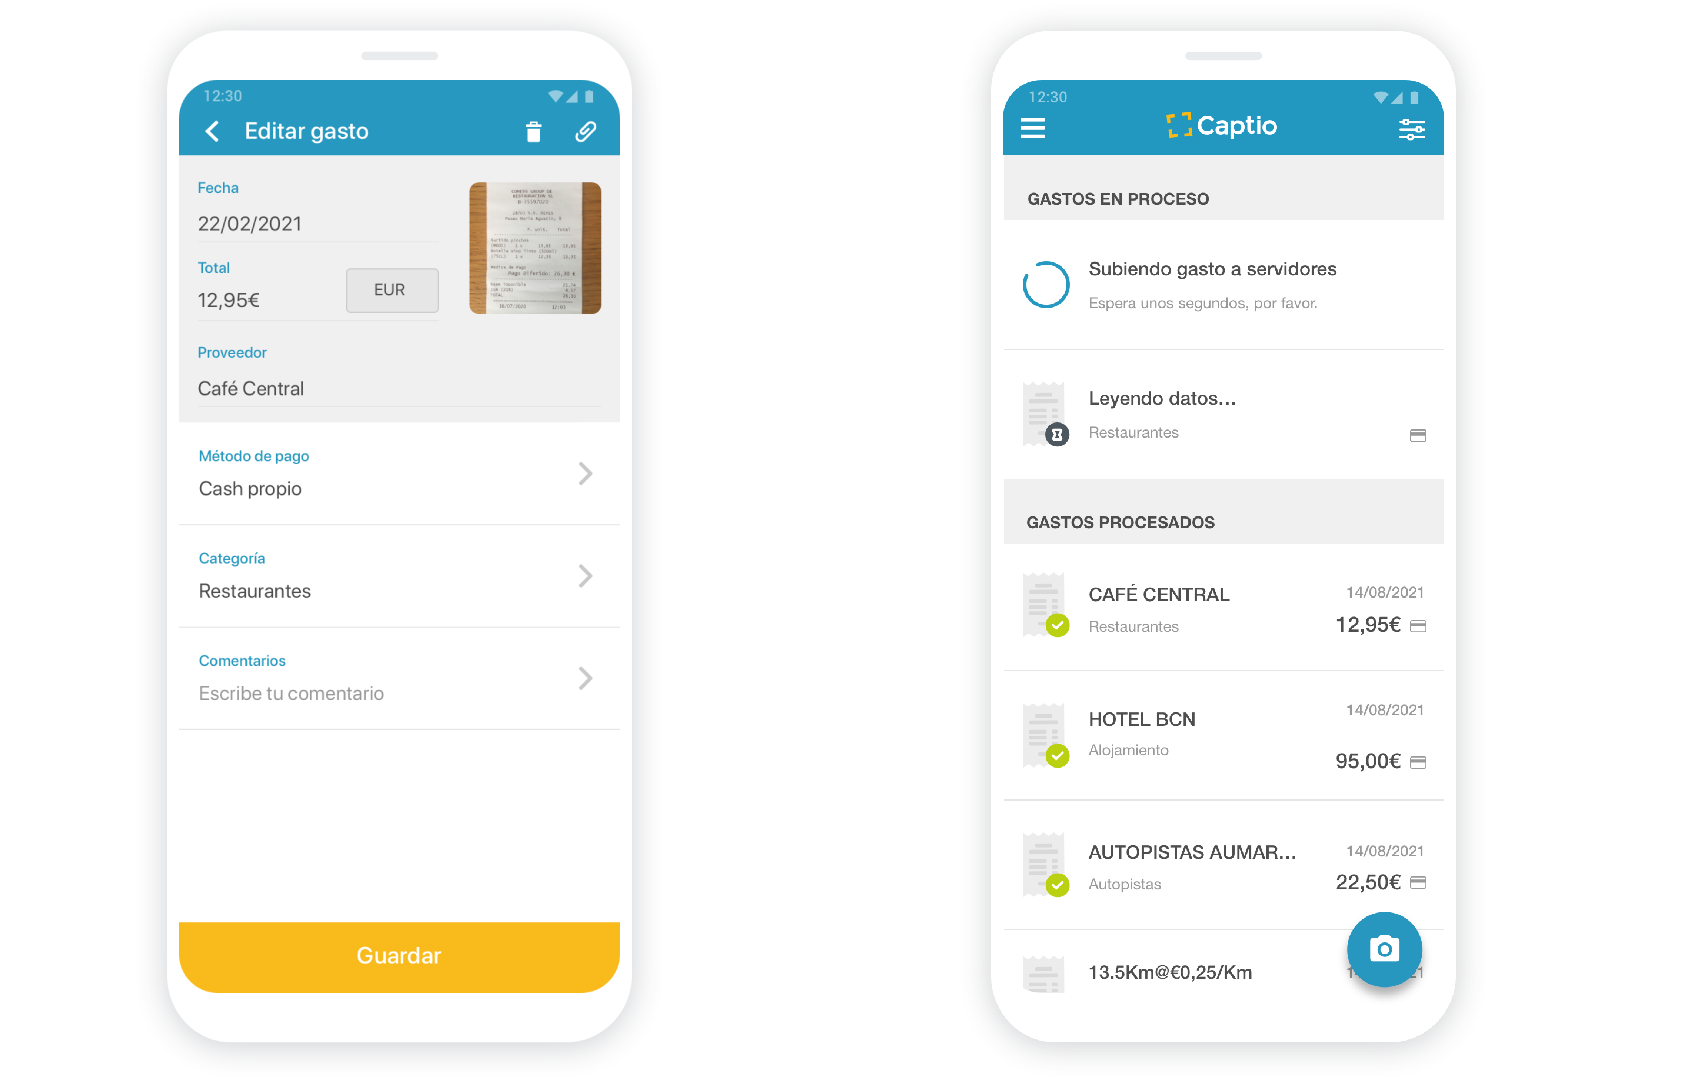 12:30
Editar gasto
Fecha
22/02/2021
Total
12,95€
EUR
Proveedor
Café Central
Método de pago
Cash propio
Categoría
Restaurantes
Comentarios
Escribe tu comentario
Guardar
12:30
Captio
GASTOS EN PROCESO
Subiendo gasto a servidores
Espera unos segundos, por favor.
Leyendo datos...
Restaurantes
GASTOS PROCESADOS
CAFÉ CENTRAL
14/08/2021
Restaurantes
12,95€
HOTEL BCN
14/08/2021
Alojamiento
95,00€
AUTOPISTAS AUMAR...
14/08/2021
Autopistas
22,50€
13.5Km@€0,25/Km